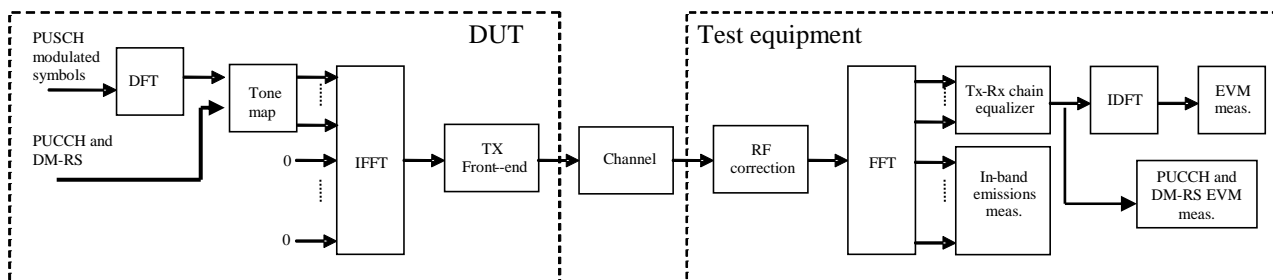 DUT
Test equipment
PUSCH
modulated
symbols
DFT
Tone
map
PUCCH and
DM-RS
0
0
IFFT
TX
Front--end
Channel
RF
correction
FFT
Tx-Rx chain
equalizer
In-band
emissions
meas.
IDFT
EVM
meas.
PUCCH and
DM-RS EVM
meas.